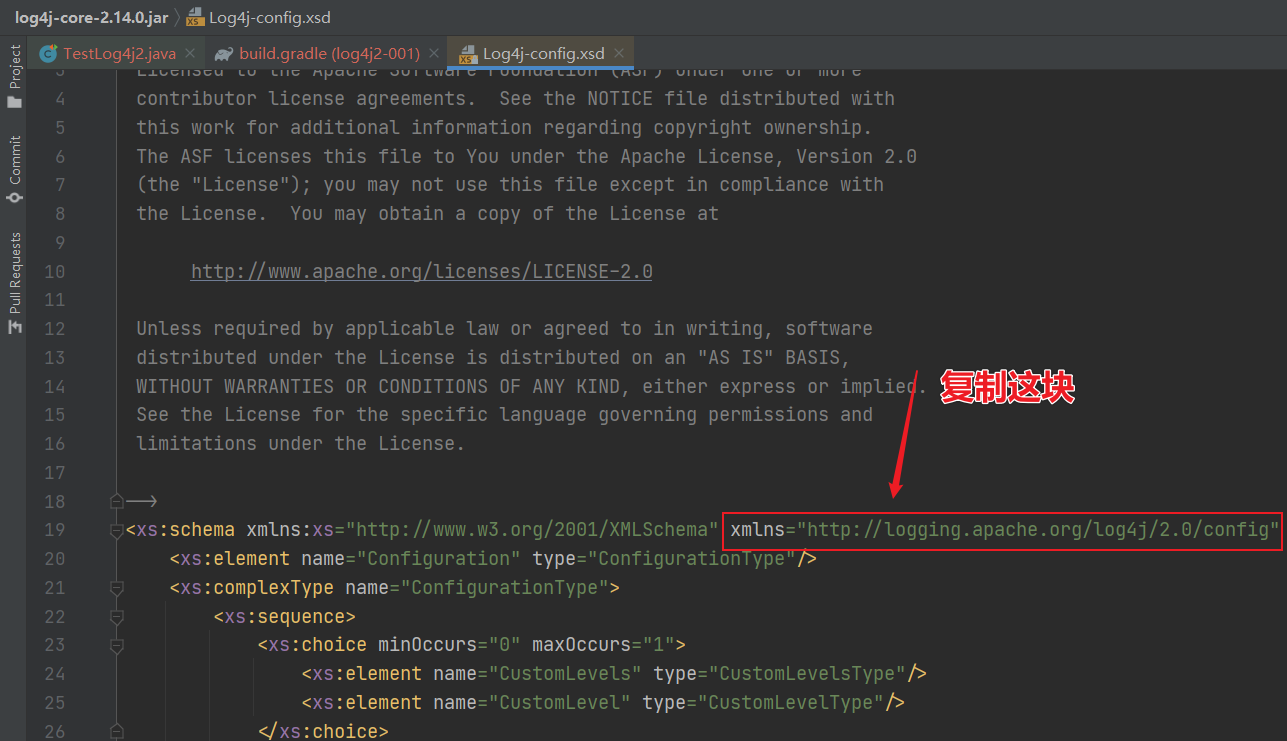 log4j-core-2.14.0.jar Log4j-config.xsd
TestLog4j2.java build.gradle (log4j2-001) Log4j-config.xsd
Project
Commit
Pull Requests
3 Licensed to the Apache Software Foundation (ASF) under one or more
4 contributor license agreements.  See the NOTICE file distributed with
5 this work for additional information regarding copyright ownership.
6 The ASF licenses this file to You under the Apache License, Version 2.0
7 (the "License"); you may not use this file except in compliance with
8 the License.  You may obtain a copy of the License at
9
10 http://www.apache.org/licenses/LICENSE-2.0
11
12 Unless required by applicable law or agreed to in writing, software
13 distributed under the License is distributed on an "AS IS" BASIS,
14 WITHOUT WARRANTIES OR CONDITIONS OF ANY KIND, either express or implied.
复制这块
15 See the License for the specific language governing permissions and
16 limitations under the License.
17
18 -->
19 <xs:schema xmlns:xs="http://www.w3.org/2001/XMLSchema" xmlns="http://logging.apache.org/log4j/2.0/config"
20 <xs:element name="Configuration" type="ConfigurationType"/>
21 <xs:complexType name="ConfigurationType">
22 <xs:sequence>
23 <xs:choice minOccurs="0" maxOccurs="1">
24 <xs:element name="CustomLevels" type="CustomLevelsType"/>
25 <xs:element name="CustomLevel" type="CustomLevelType"/>
26 </xs:choice>